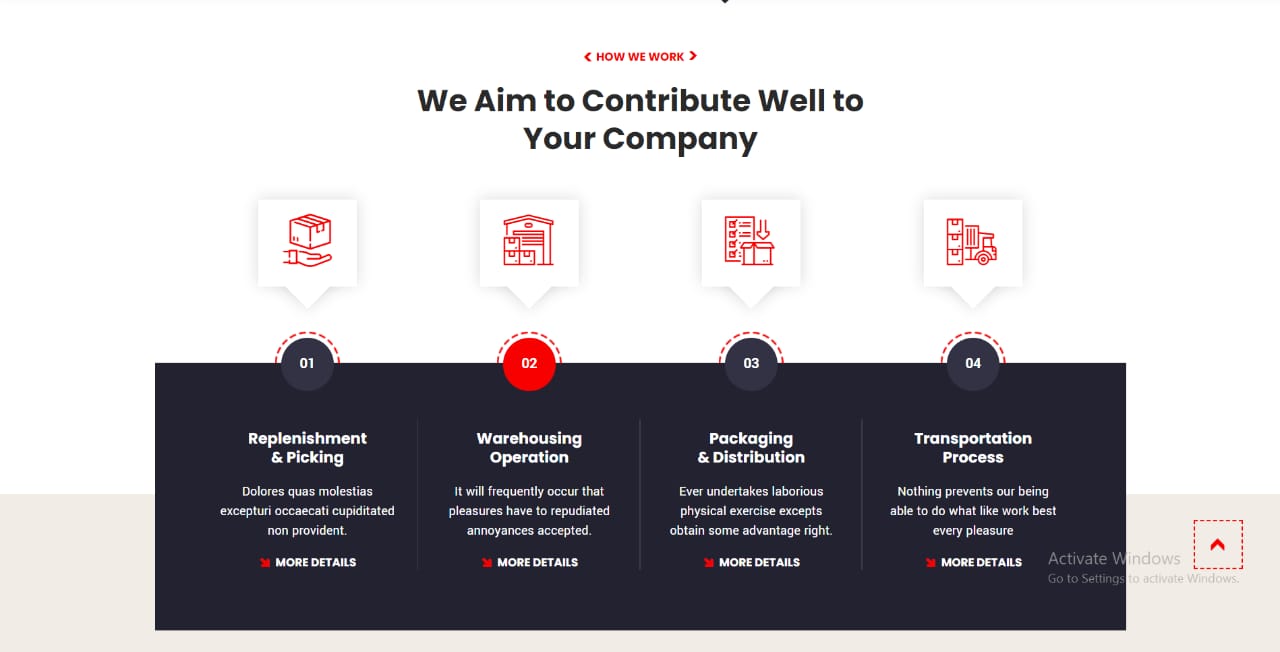 HOW WE WORK
We Aim to Contribute Well to
Your Company
01
02
03
04
Replenishment
& Picking
Dolores quas molestias
excepturi occaecati cupiditated
non provident.
MORE DETAILS
Warehousing
Operation
It will frequently occur that
pleasures have to repudiated
annoyances accepted.
MORE DETAILS
Packaging
& Distribution
Ever undertakes laborious
physical exercise excepts
obtain some advantage right.
MORE DETAILS
Transportation
Process
Nothing prevents our being
able to do what like work best
every pleasure
MORE DETAILS
Activate Windows
Go to Settings to activate Windows.